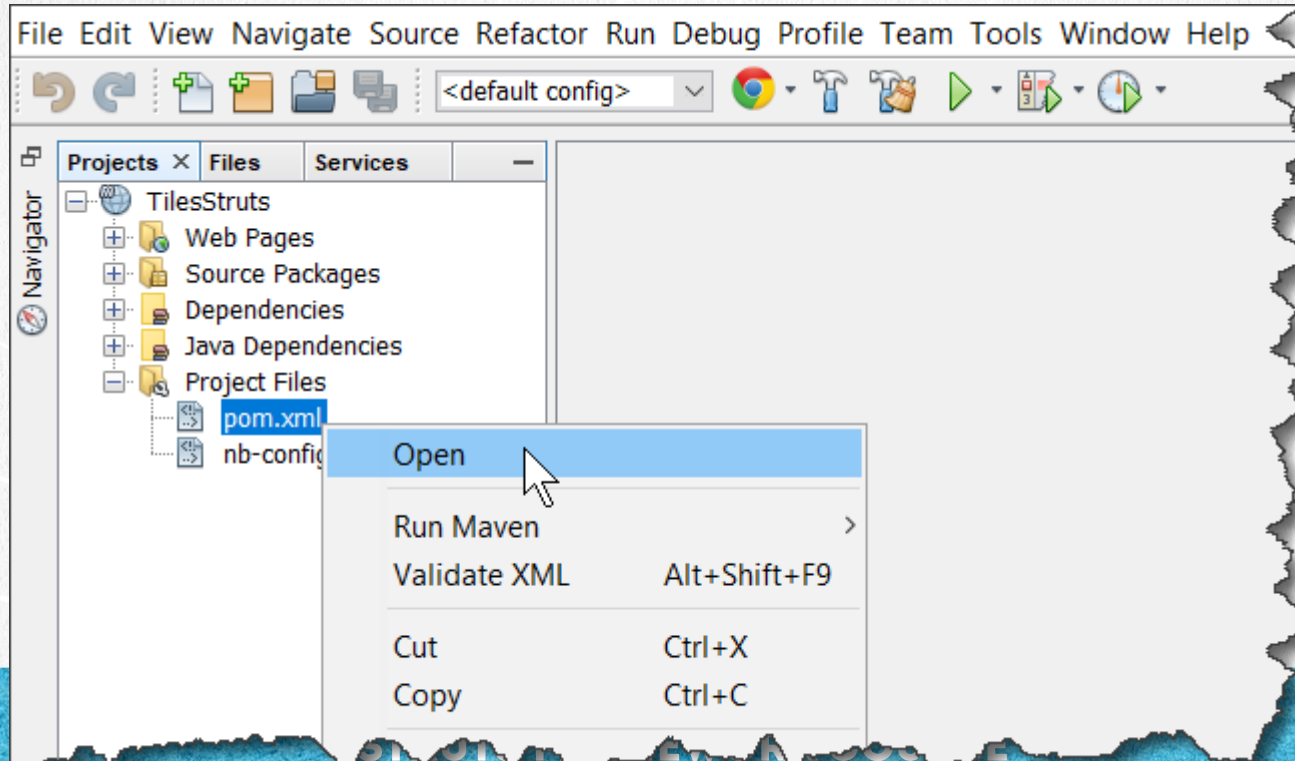 File Edit View Navigate Source Refactor Run Debug Profile Team Tools Window Help
<default config>
Projects Files Services
Navigator
TilesStruts
Web Pages
Source Packages
Dependencies
Java Dependencies
Project Files
pom.xml
nb-config
Open
Run Maven
Validate XML Alt+Shift+F9
Cut Ctrl+X
Copy Ctrl+C